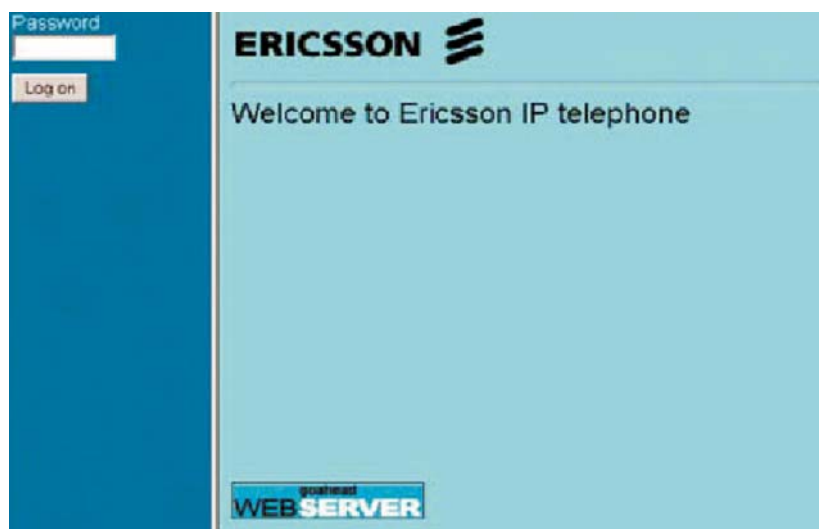 Password
Log on
ERICSSON
Welcome to Ericsson IP telephone
goahead
WEBSERVER